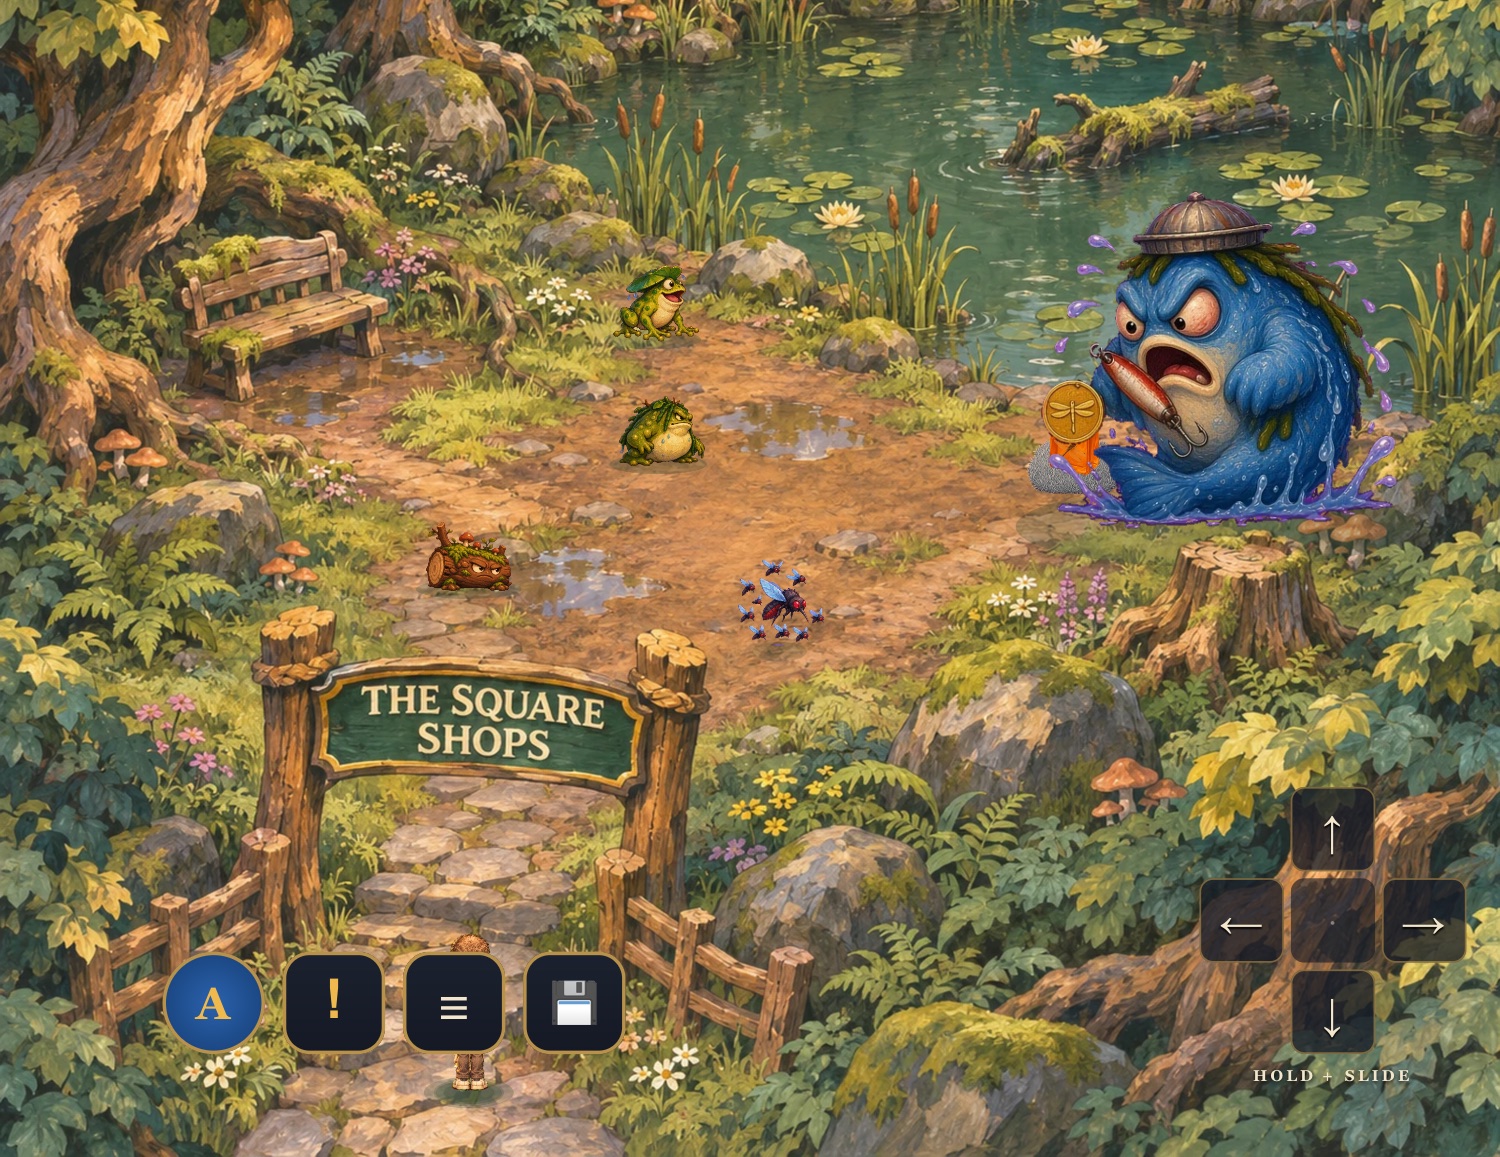 THE SQUARE
SHOPS
A
!
HOLD + SLIDE